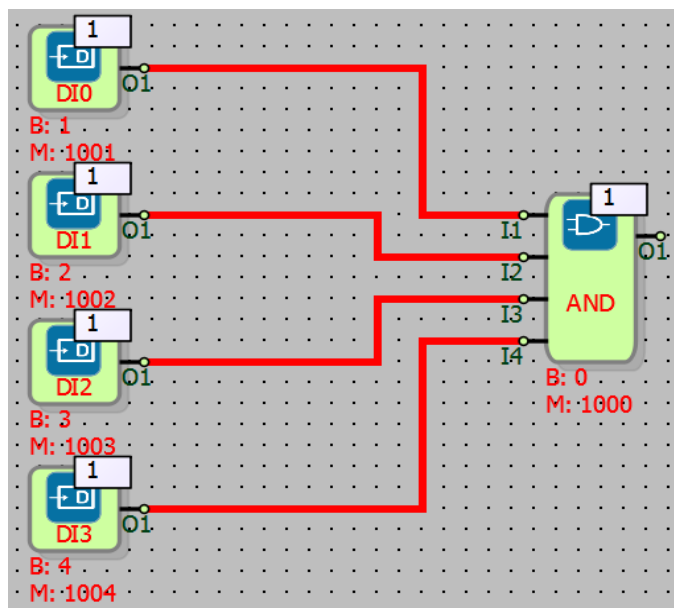 1
D
DI0
O1
B: 1
M: 1001
1
D
DI1
O1
B: 2
M: 1002
1
D
DI2
O1
B: 3
M: 1003
1
D
DI3
O1
B: 4
M: 1004
1
I1
I2
I3
I4
O1
AND
B: 0
M: 1000